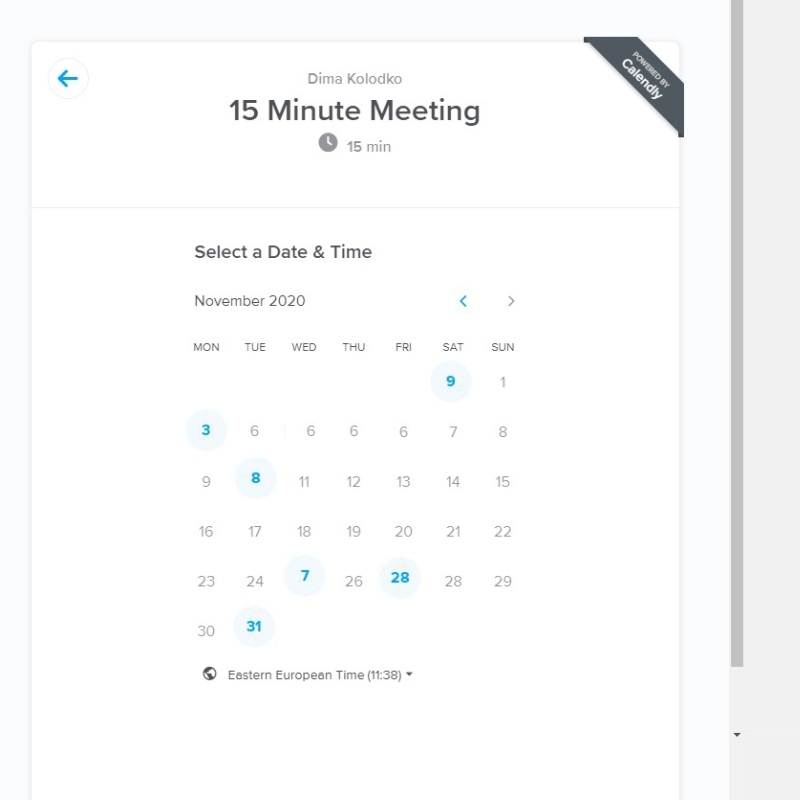 POWERED BY
Calendly
Dima Kolodko
15 Minute Meeting
15 min
Select a Date & Time
November 2020
MON TUE WED THU FRI SAT SUN
9 1
3 6 6 6 6 7 8
9 8 11 12 13 14 15
16 17 18 19 20 21 22
23 24 7 26 28 28 29
30 31
Eastern European Time (11:38)